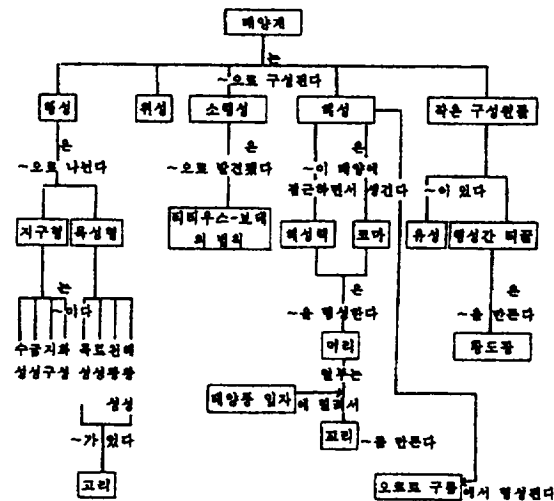 태양계
는
~으로 구성된다
행성
위성
소행성
혜성
작은 구성원들
은
~으로 나뉜다
은
~으로 발견됐다
은
~이 태양에
접근하면서 생긴다
~이 있다
지구형
목성형
티티우스-보데
의 법칙
혜성핵
코마
유성
행성간 티끌
는
~이다
수성
금성
지구
화성
목성
토성
천왕성
해왕성
은
~을 형성한다
은
~을 만든다
머리
황도광
일부는
태양풍 입자
에 밀려서
~가 있다
꼬리
~를 만든다
고리
오르트 구름
에서 형성된다